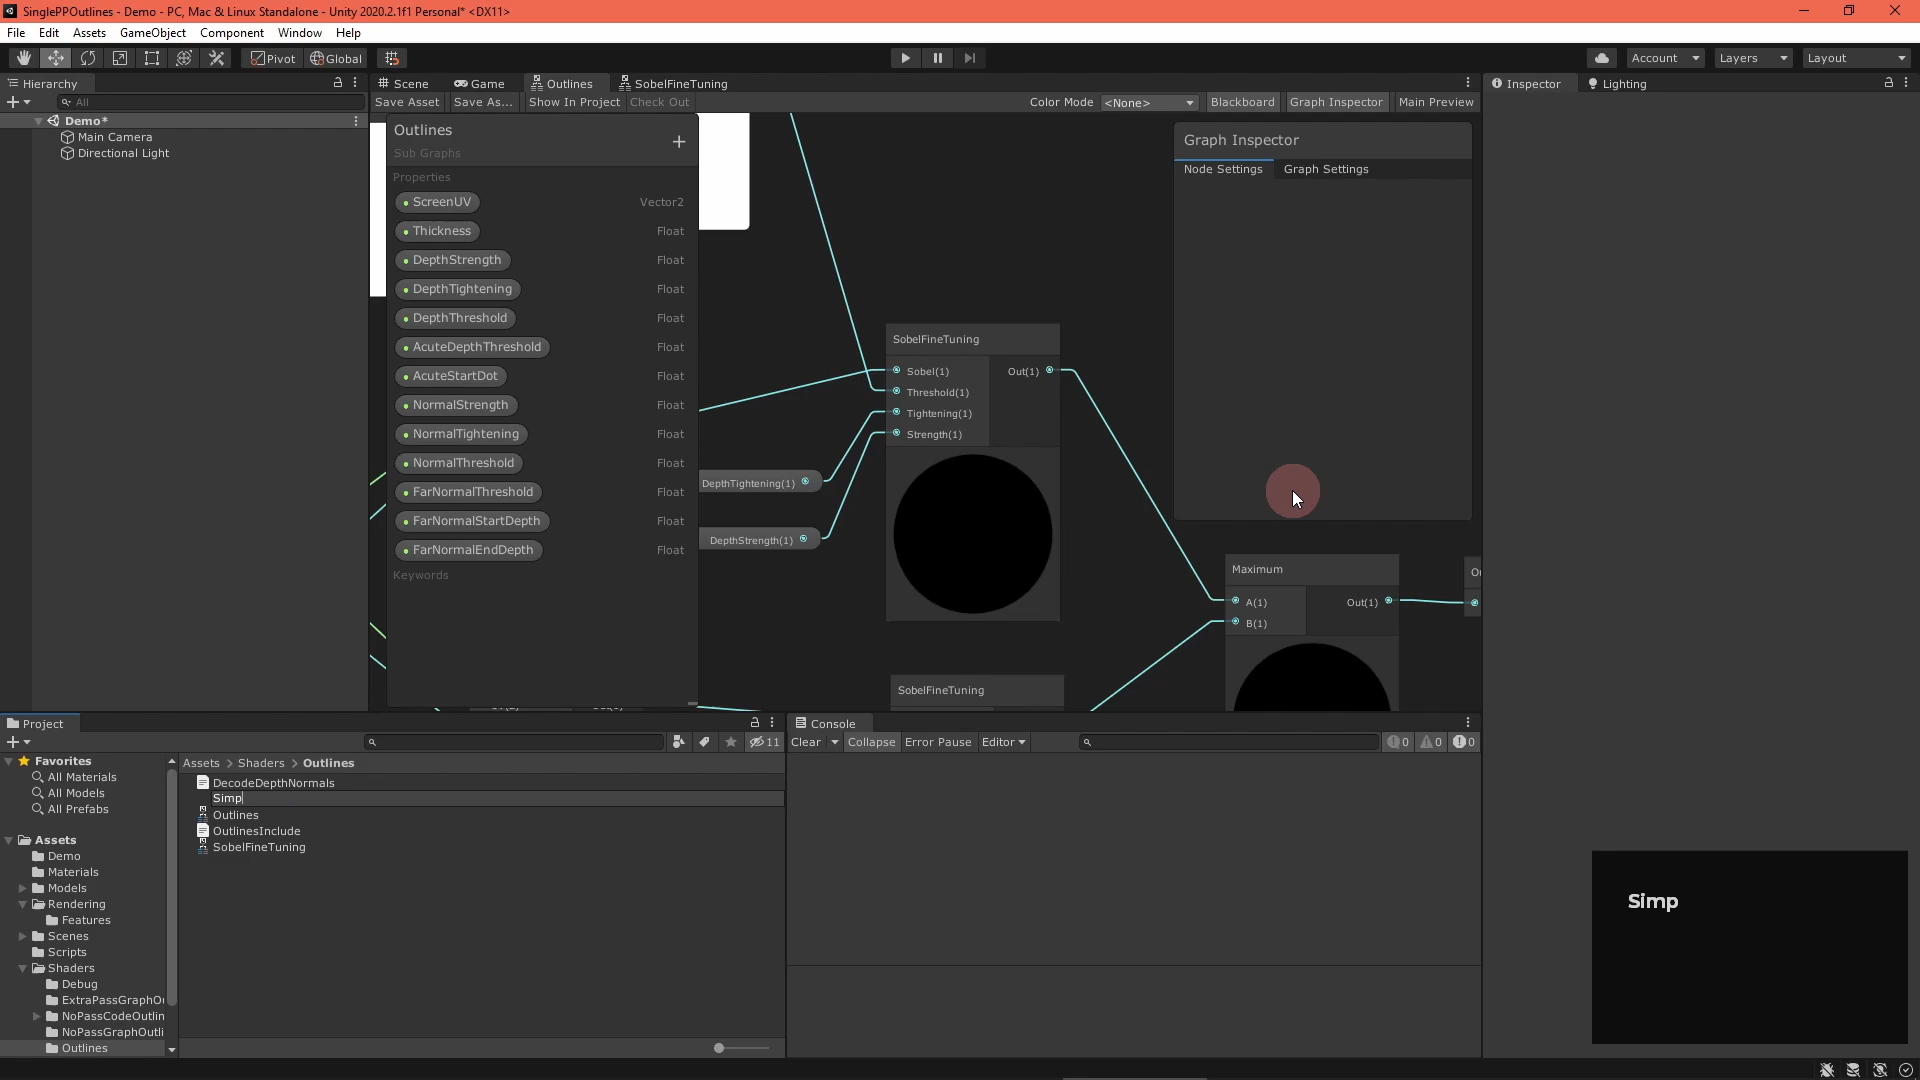 SinglePPOutlines - Demo - PC, Mac & Linux Standalone - Unity 2020.2.1f1 Personal* <DX11>
File Edit Assets GameObject Component Window Help
Pivot Global Account Layers Layout
Hierarchy Scene Game Outlines SobelFineTuning Inspector Lighting
All Save Asset Save As... Show In Project Check Out Color Mode <None> Blackboard Graph Inspector Main Preview
Demo*
Main Camera
Directional Light
Outlines
Sub Graphs
Properties
ScreenUV Vector2
Thickness Float
DepthStrength Float
DepthTightening Float
DepthThreshold Float
AcuteDepthThreshold Float
AcuteStartDot Float
NormalStrength Float
NormalTightening Float
NormalThreshold Float
FarNormalThreshold Float
FarNormalStartDepth Float
FarNormalEndDepth Float
Keywords
DepthTightening(1)
DepthStrength(1)
SobelFineTuning
Sobel(1) Out(1)
Threshold(1)
Tightening(1)
Strength(1)
SobelFineTuning
Graph Inspector
Node Settings Graph Settings
Maximum
A(1) Out(1)
B(1)
Project
11
Favorites
All Materials
All Models
All Prefabs
Assets
Demo
Materials
Models
Rendering
Features
Scenes
Scripts
Shaders
Debug
ExtraPassGraphO
NoPassCodeOutlin
NoPassGraphOutli
Outlines
Assets > Shaders > Outlines
DecodeDepthNormals
Simp
Outlines
OutlinesInclude
SobelFineTuning
Console
Clear Collapse Error Pause Editor 0 0 0
Simp